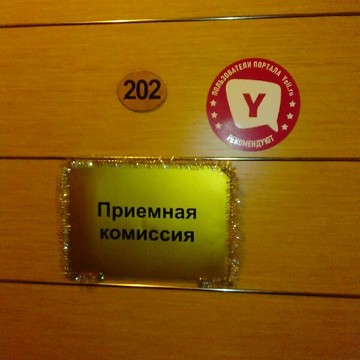 202
ПОЛЬЗОВАТЕЛИ ПОРТАЛА Yell.ru
Y
РЕКОМЕНДУЮТ
Приемная
комиссия